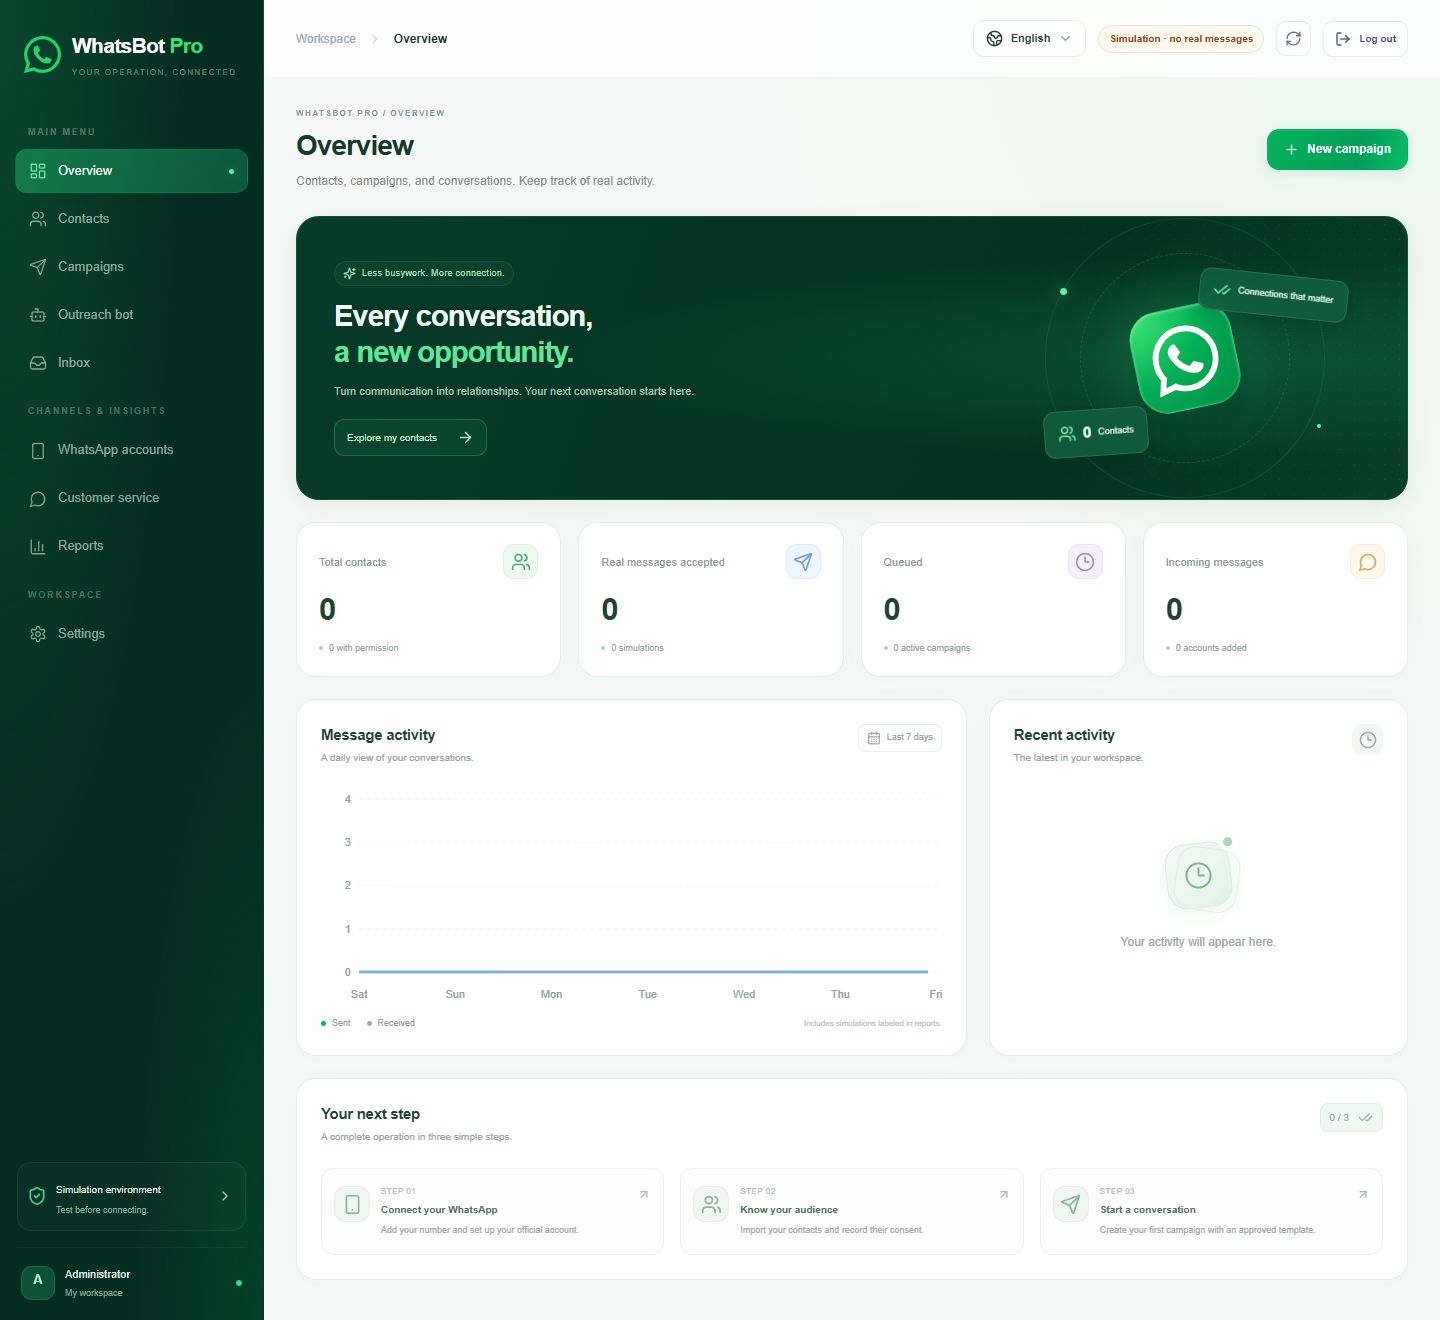 WhatsBot Pro
YOUR OPERATION, CONNECTED
MAIN MENU
Overview
Contacts
Campaigns
Outreach bot
Inbox
CHANNELS & INSIGHTS
WhatsApp accounts
Customer service
Reports
WORKSPACE
Settings
Simulation environment
Test before connecting.
A
Administrator
My workspace
Workspace
Overview
English
Simulation · no real messages
Log out
WHATSBOT PRO / OVERVIEW
Overview
Contacts, campaigns, and conversations. Keep track of real activity.
New campaign
Less busywork. More connection.
Every conversation,
a new opportunity.
Turn communication into relationships. Your next conversation starts here.
Explore my contacts
Connections that matter
0 Contacts
Total contacts
0
0 with permission
Real messages accepted
0
0 simulations
Queued
0
0 active campaigns
Incoming messages
0
0 accounts added
Message activity
A daily view of your conversations.
Last 7 days
4
3
2
1
0
Sat Sun Mon Tue Wed Thu Fri
Sent Received
Includes simulations labeled in reports.
Recent activity
The latest in your workspace.
Your activity will appear here.
Your next step
A complete operation in three simple steps.
0 / 3
STEP 01
Connect your WhatsApp
Add your number and set up your official account.
STEP 02
Know your audience
Import your contacts and record their consent.
STEP 03
Start a conversation
Create your first campaign with an approved template.